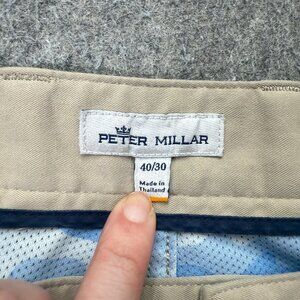 PETER MILLAR
40/30
Made in
Thailand